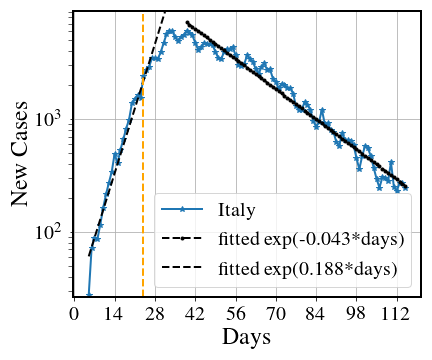 New Cases
10³
10²
Italy
fitted exp(-0.043*days)
fitted exp(0.188*days)
0 14 28 42 56 70 84 98 112
Days